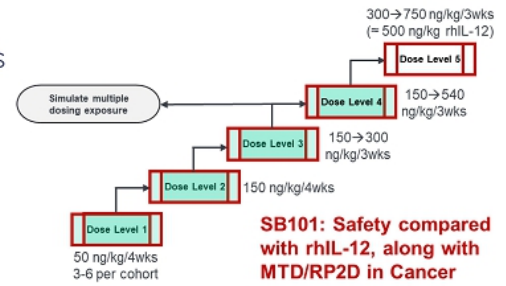 300→750 ng/kg/3wks
(= 500 ng/kg rhIL-12)
s
Dose Level 5
Simulate multiple
dosing exposure
Dose Level 4
150→540
ng/kg/3wks
Dose Level 3
150→300
ng/kg/3wks
Dose Level 2
150 ng/kg/4wks
Dose Level 1
50 ng/kg/4wks
3-6 per cohort
SB101: Safety compared
with rhIL-12, along with
MTD/RP2D in Cancer